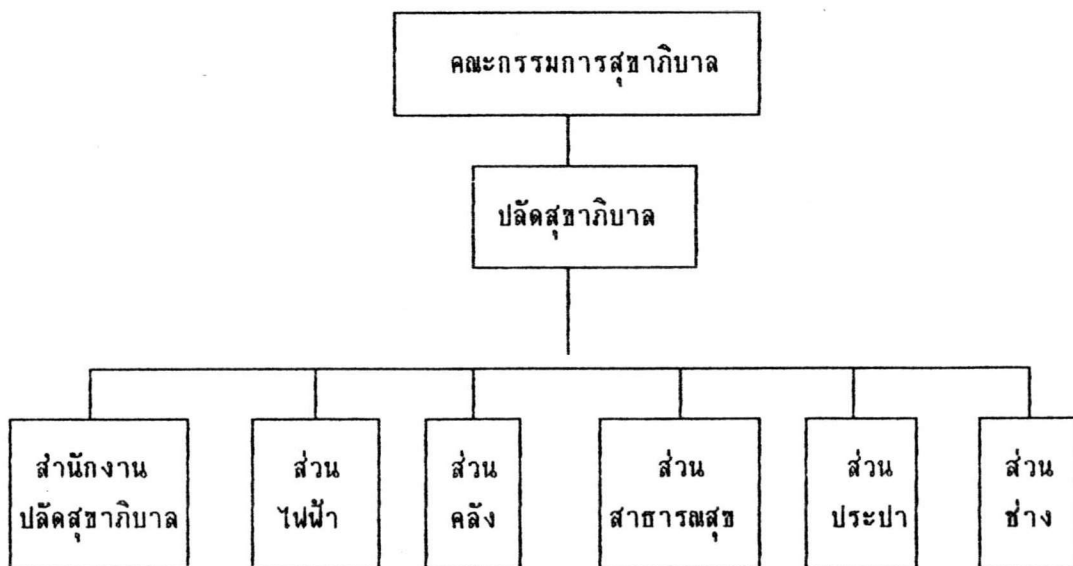 คณะกรรมการสุขาภิบาล
ปลัดสุขาภิบาล
สำนักงาน
ปลัดสุขาภิบาล
ส่วน
ไฟฟ้า
ส่วน
คลัง
ส่วน
สาธารณสุข
ส่วน
ประปา
ส่วน
ช่าง